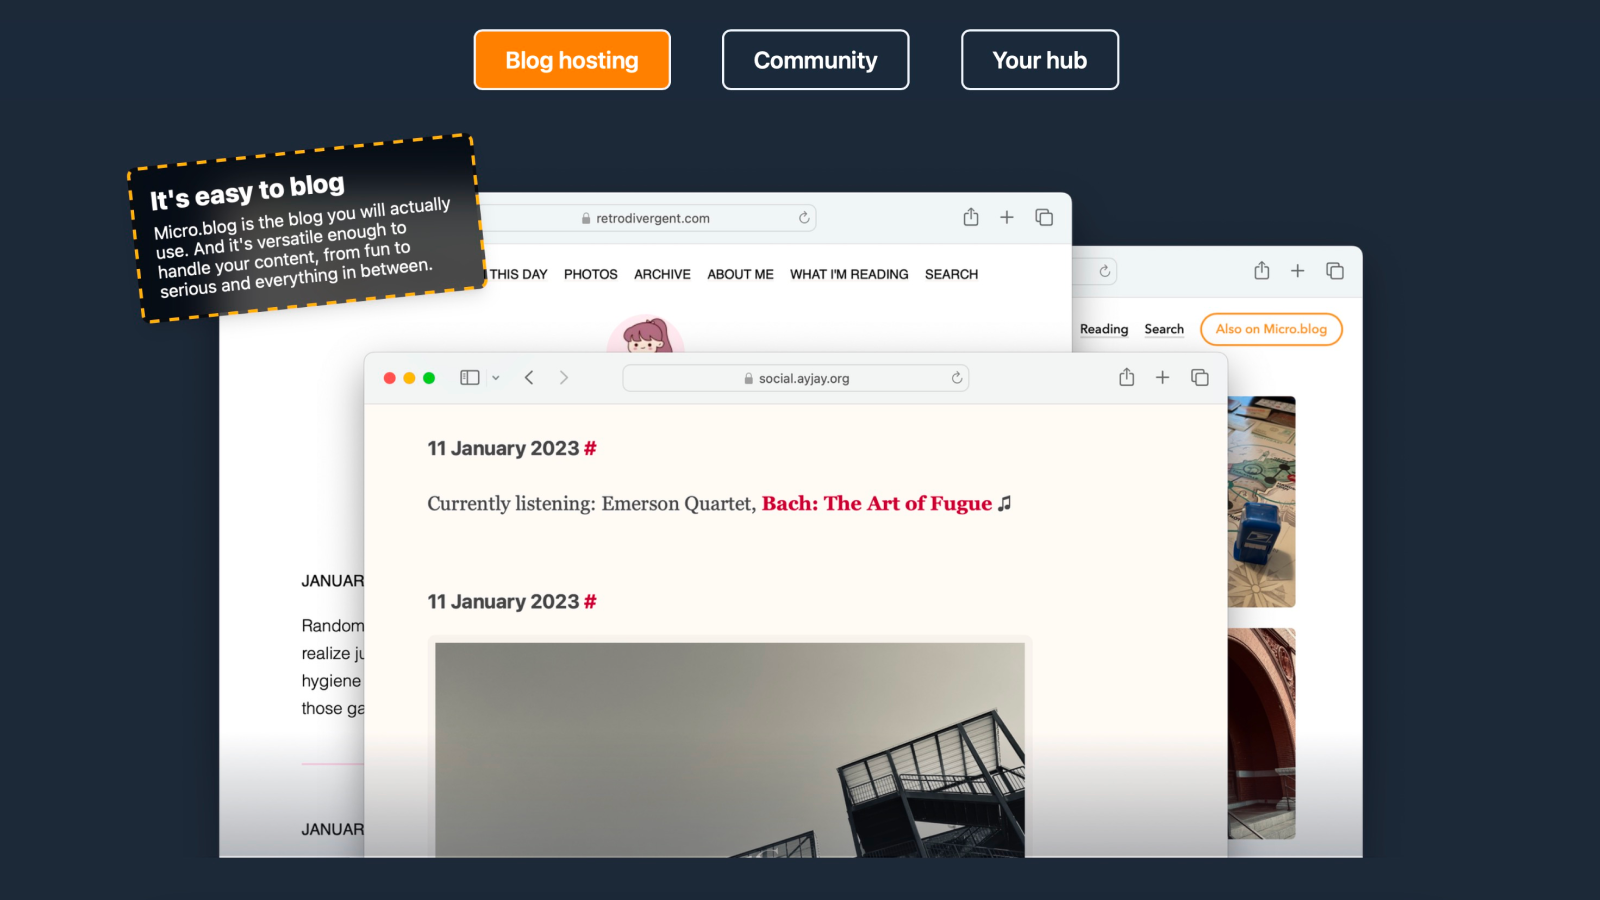 Blog hosting
Community
Your hub
It's easy to blog
Micro.blog is the blog you will actually
use. And it's versatile enough to
handle your content, from fun to
serious and everything in between.
retrodivergent.com
THIS DAY PHOTOS ARCHIVE ABOUT ME WHAT I'M READING SEARCH
Reading Search Also on Micro.blog
social.ayjay.org
11 January 2023 #
Currently listening: Emerson Quartet, Bach: The Art of Fugue 🎵
11 January 2023 #
JANUAR
Random
realize ju
hygiene
those ga
JANUAR